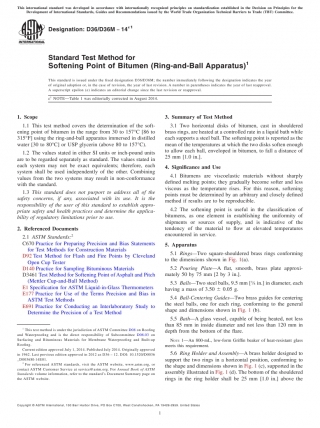 This international standard was developed in accordance with internationally recognized principles on standardization established in the Decision on Principles for the
Development of International Standards, Guides and Recommendations issued by the World Trade Organization Technical Barriers to Trade (TBT) Committee.
Designation: D36/D36M − 14ε1
Standard Test Method for
Softening Point of Bitumen (Ring-and-Ball Apparatus)1
This standard is issued under the fixed designation D36/D36M; the number immediately following the designation indicates the year
of original adoption or, in the case of revision, the year of last revision. A number in parentheses indicates the year of last reapproval.
A superscript epsilon (ε) indicates an editorial change since the last revision or reapproval.
ε1 NOTE—Table 1 was editorially corrected in August 2014.
1. Scope
1.1 This test method covers the determination of the soft-
ening point of bitumen in the range from 30 to 157°C [86 to
315°F] using the ring-and-ball apparatus immersed in distilled
water [30 to 80°C] or USP glycerin (above 80 to 157°C).
1.2 The values stated in either SI units or inch-pound units
are to be regarded separately as standard. The values stated in
each system may not be exact equivalents; therefore, each
system shall be used independently of the other. Combining
values from the two systems may result in non-conformance
with the standard.
1.3 This standard does not purport to address all of the
safety concerns, if any, associated with its use. It is the
responsibility of the user of this standard to establish appro-
priate safety and health practices and determine the applica-
bility of regulatory limitations prior to use.
2. Referenced Documents
2.1 ASTM Standards:2
C670 Practice for Preparing Precision and Bias Statements
for Test Methods for Construction Materials
D92 Test Method for Flash and Fire Points by Cleveland
Open Cup Tester
D140 Practice for Sampling Bituminous Materials
D3461 Test Method for Softening Point of Asphalt and Pitch
(Mettler Cup-and-Ball Method)
E1 Specification for ASTM Liquid-in-Glass Thermometers
E177 Practice for Use of the Terms Precision and Bias in
ASTM Test Methods
E691 Practice for Conducting an Interlaboratory Study to
Determine the Precision of a Test Method
1 This test method is under the jurisdiction of ASTM Committee D08 on Roofing
and Waterproofing and is the direct responsibility of Subcommittee D08.03 on
Surfacing and Bituminous Materials for Membrane Waterproofing and Built-up
Roofing.
Current edition approved July 1, 2014. Published July 2014. Originally approved
in 1962. Last previous edition approved in 2012 as D36 – 12. DOI: 10.1520/D0036
_D0036M-14E01.
2 For referenced ASTM standards, visit the ASTM website, www.astm.org, or
contact ASTM Customer Service at service@astm.org. For Annual Book of ASTM
Standards volume information, refer to the standard's Document Summary page on
the ASTM website.
3. Summary of Test Method
3.1 Two horizontal disks of bitumen, cast in shouldered
brass rings, are heated at a controlled rate in a liquid bath while
each supports a steel ball. The softening point is reported as the
mean of the temperatures at which the two disks soften enough
to allow each ball, enveloped in bitumen, to fall a distance of
25 mm [1.0 in.].
4. Significance and Use
4.1 Bitumens are viscoelastic materials without sharply
defined melting points; they gradually become softer and less
viscous as the temperature rises. For this reason, softening
points must be determined by an arbitrary and closely defined
method if results are to be reproducible.
4.2 The softening point is useful in the classification of
bitumens, as one element in establishing the uniformity of
shipments or sources of supply, and is indicative of the
tendency of the material to flow at elevated temperatures
encountered in service.
5. Apparatus
5.1 Rings—Two square-shouldered brass rings conforming
to the dimensions shown in Fig. 1(a).
5.2 Pouring Plate—A flat, smooth, brass plate approxi-
mately 50 by 75 mm [2 by 3 in.].
5.3 Balls—Two steel balls, 9.5 mm [3⁄8 in.] in diameter, each
having a mass of 3.50 ± 0.05 g.
5.4 Ball-Centering Guides—Two brass guides for centering
the steel balls, one for each ring, conforming to the general
shape and dimensions shown in Fig. 1 (b).
5.5 Bath—A glass vessel, capable of being heated, not less
than 85 mm in inside diameter and not less than 120 mm in
depth from the bottom of the flare.
NOTE 1—An 800-mL, low-form Griffin beaker of heat-resistant glass
meets this requirement.
5.6 Ring Holder and Assembly—A brass holder designed to
support the two rings in a horizontal position, conforming to
the shape and dimensions shown in Fig. 1 (c), supported in the
assembly illustrated in Fig. 1 (d). The bottom of the shouldered
rings in the ring holder shall be 25 mm [1.0 in.] above the
Copyright © ASTM International, 100 Barr Harbor Drive, PO Box C700, West Conshohocken, PA 19428-2959. United States
1